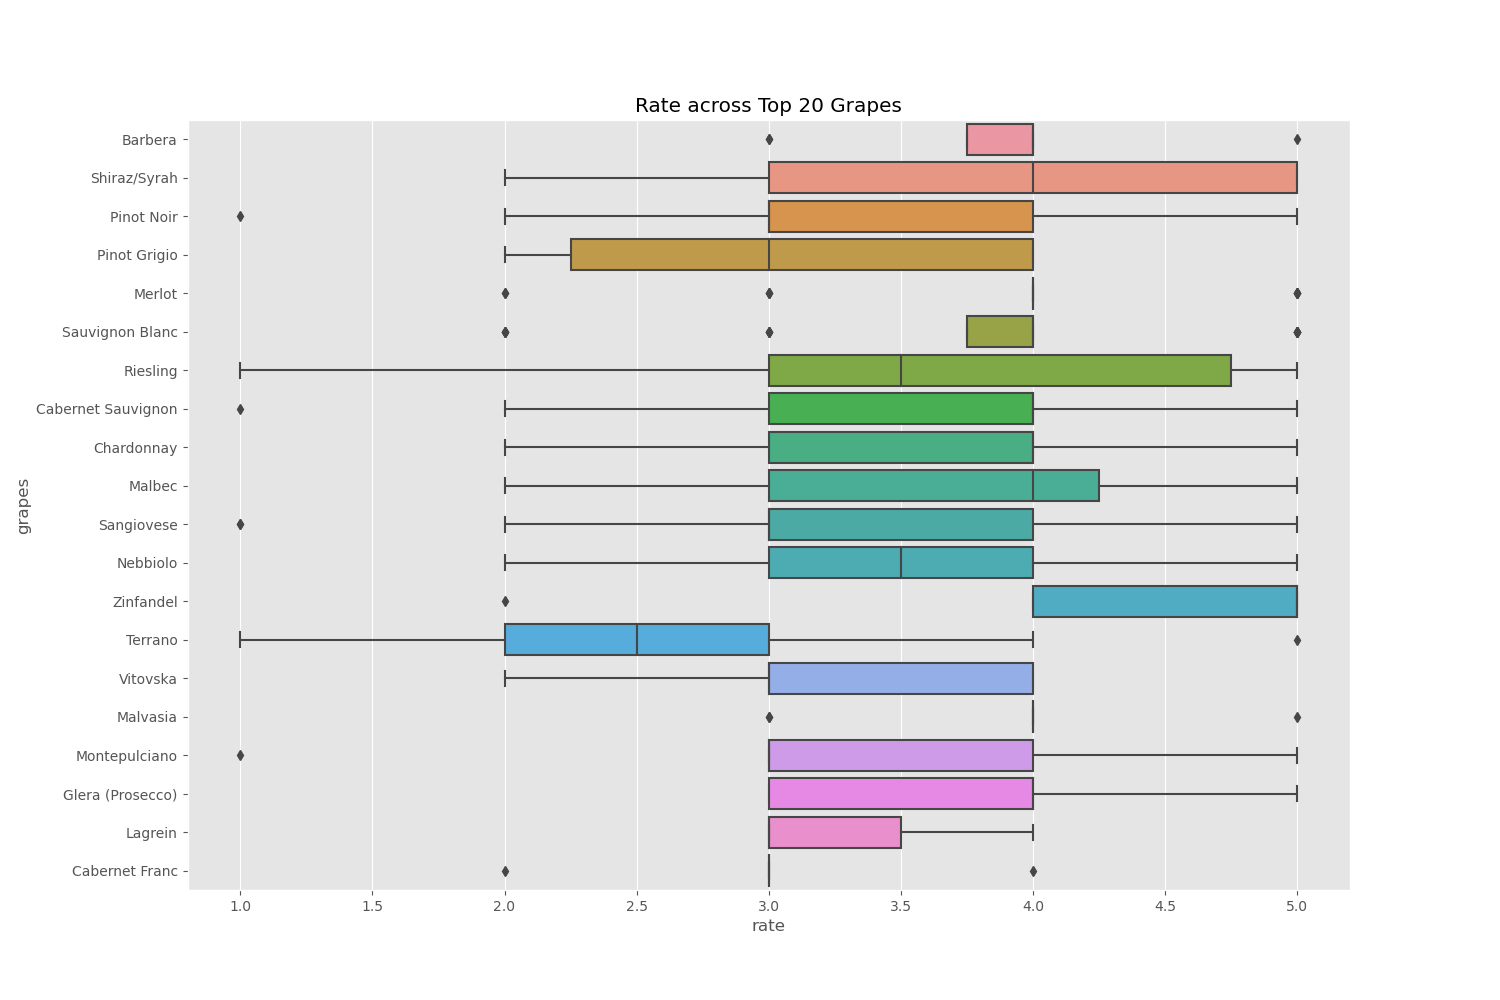 Rate across Top 20 Grapes
Barbera
Shiraz/Syrah
Pinot Noir
Pinot Grigio
Merlot
Sauvignon Blanc
Riesling
Cabernet Sauvignon
Chardonnay
Malbec
Sangiovese
Nebbiolo
Zinfandel
Terrano
Vitovska
Malvasia
Montepulciano
Glera (Prosecco)
Lagrein
Cabernet Franc
grapes
1.0 1.5 2.0 2.5 3.0 3.5 4.0 4.5 5.0
rate